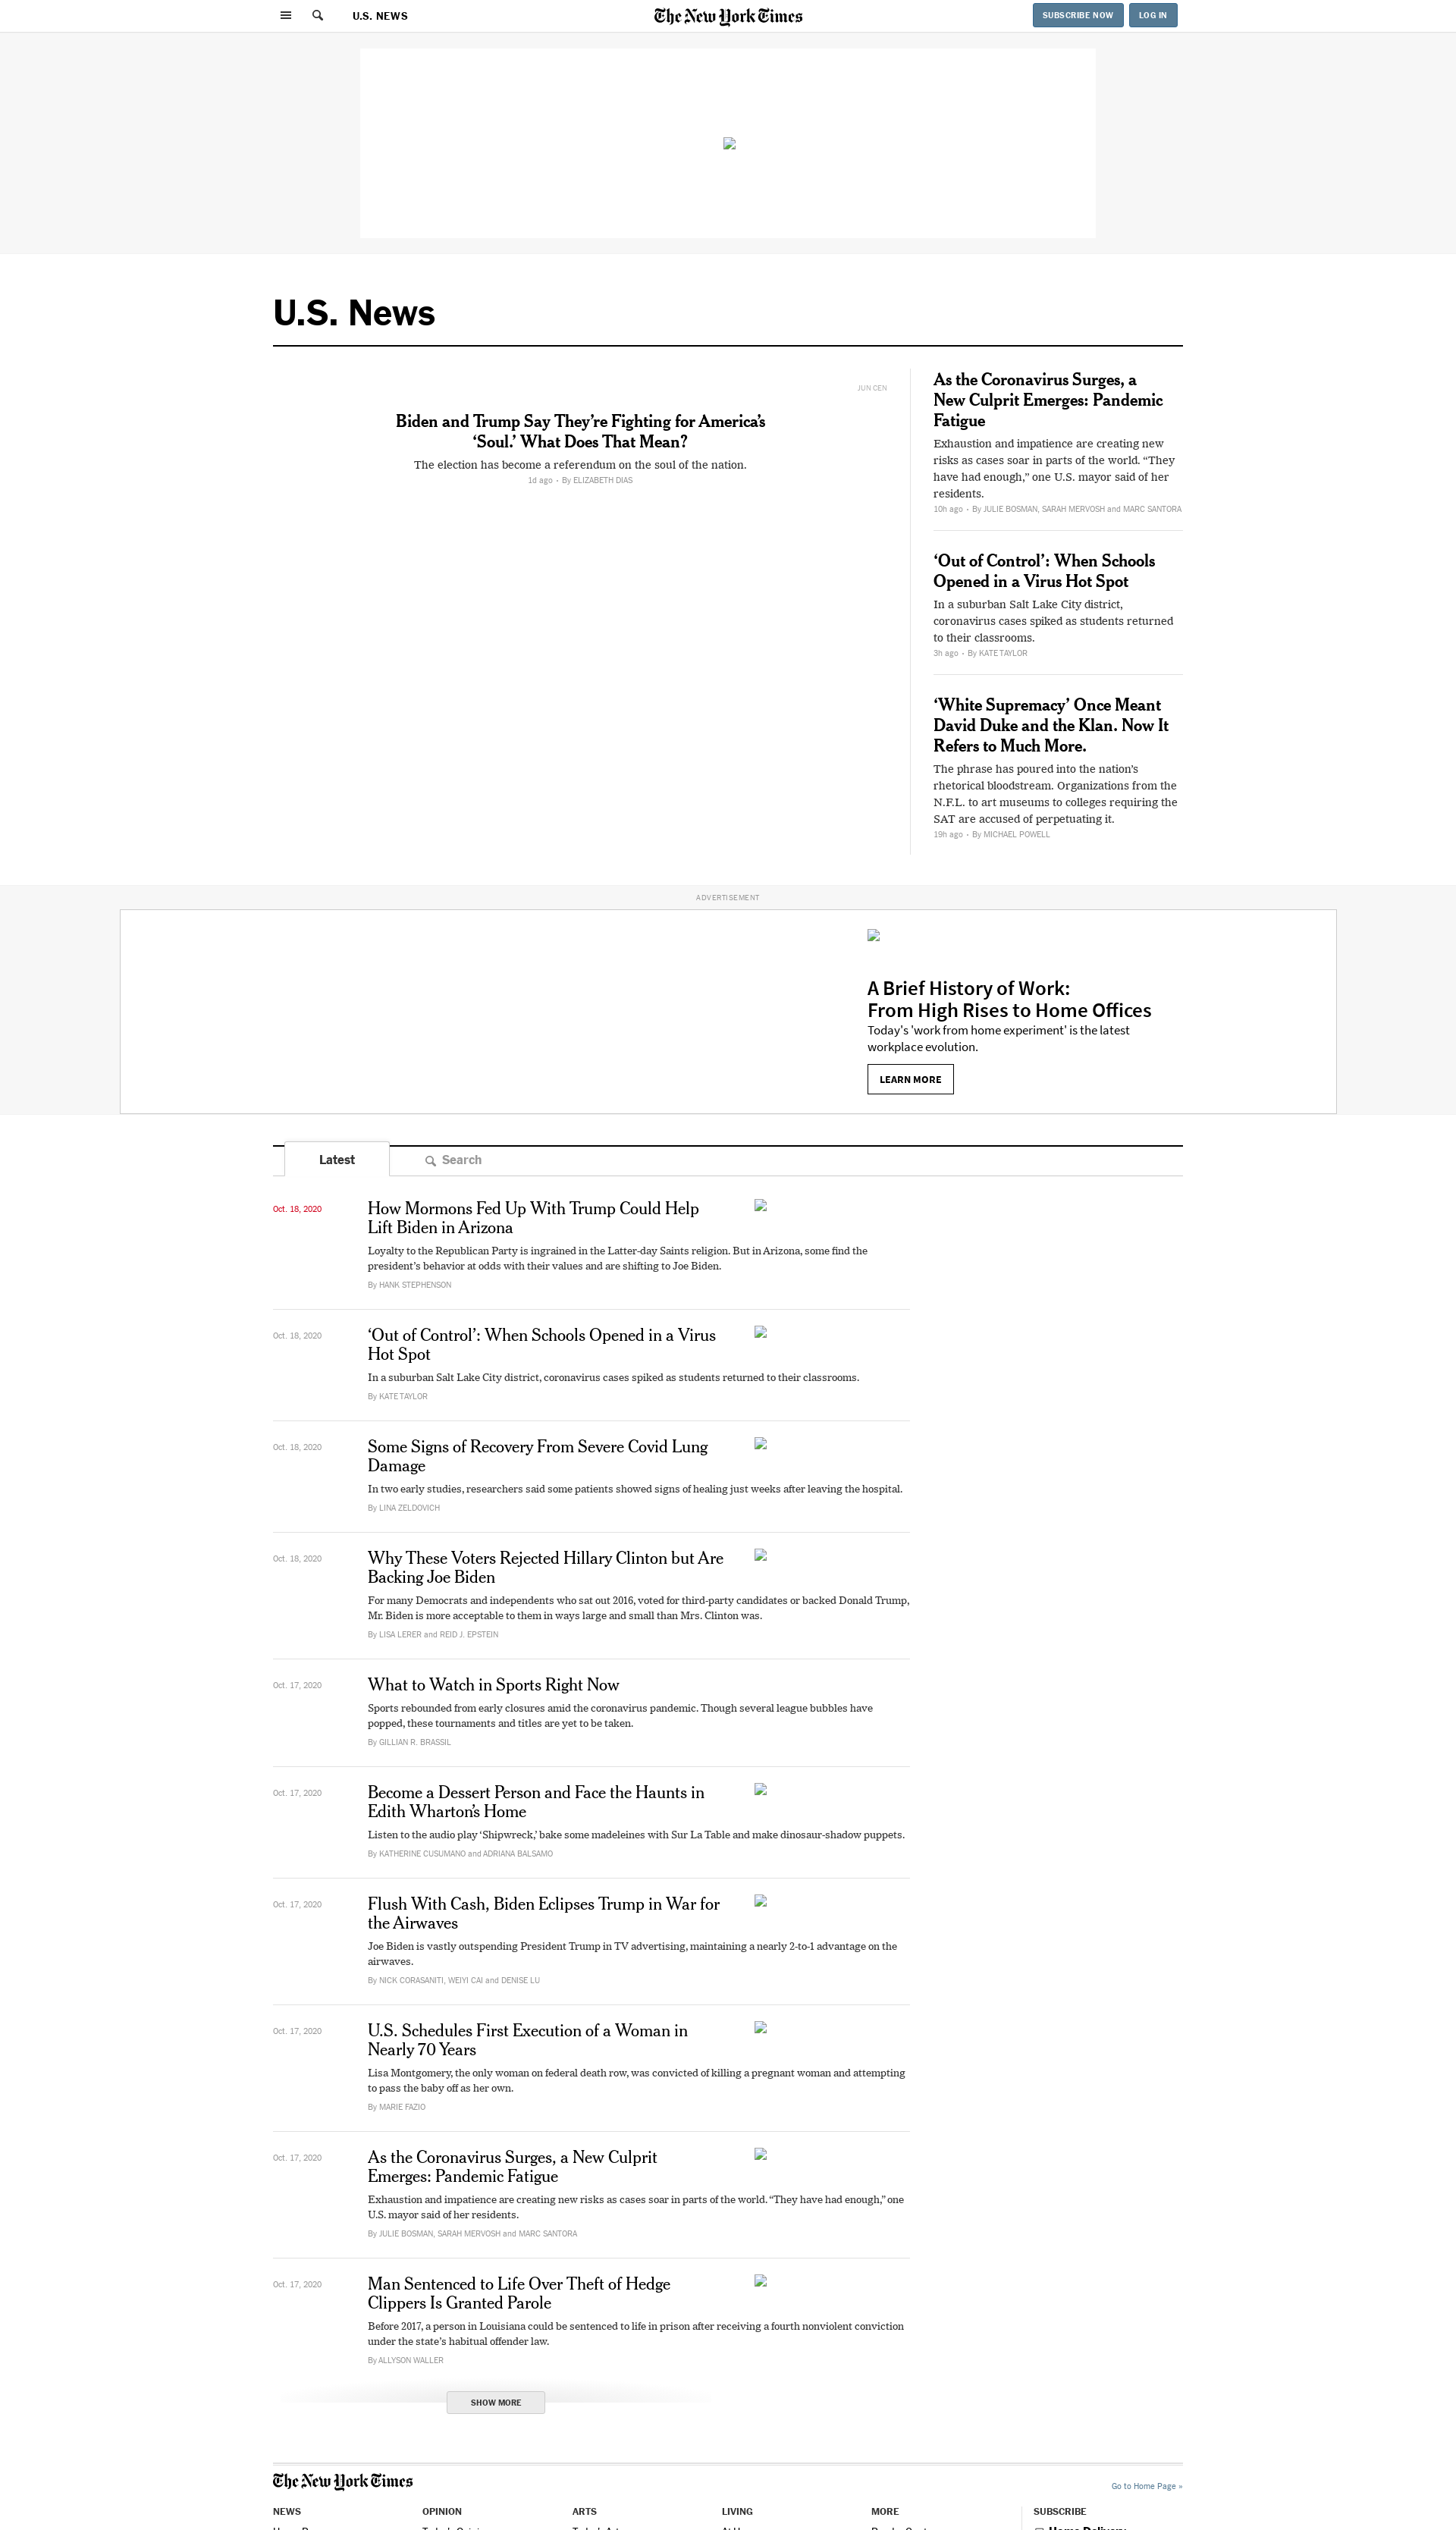 U.S. NEWS
The New York Times
SUBSCRIBE NOW
LOG IN
U.S. News
JUN CEN
Biden and Trump Say They’re Fighting for America’s
‘Soul.’ What Does That Mean?
The election has become a referendum on the soul of the nation.
1d ago • By ELIZABETH DIAS
As the Coronavirus Surges, a
New Culprit Emerges: Pandemic
Fatigue
Exhaustion and impatience are creating new
risks as cases soar in parts of the world. “They
have had enough,” one U.S. mayor said of her
residents.
10h ago • By JULIE BOSMAN, SARAH MERVOSH and MARC SANTORA
‘Out of Control’: When Schools
Opened in a Virus Hot Spot
In a suburban Salt Lake City district,
coronavirus cases spiked as students returned
to their classrooms.
3h ago • By KATE TAYLOR
‘White Supremacy’ Once Meant
David Duke and the Klan. Now It
Refers to Much More.
The phrase has poured into the nation’s
rhetorical bloodstream. Organizations from the
N.F.L. to art museums to colleges requiring the
SAT are accused of perpetuating it.
19h ago • By MICHAEL POWELL
ADVERTISEMENT
A Brief History of Work:
From High Rises to Home Offices
Today's 'work from home experiment' is the latest
workplace evolution.
LEARN MORE
Latest
Search
Oct. 18, 2020
How Mormons Fed Up With Trump Could Help
Lift Biden in Arizona
Loyalty to the Republican Party is ingrained in the Latter-day Saints religion. But in Arizona, some find the
president’s behavior at odds with their values and are shifting to Joe Biden.
By HANK STEPHENSON
Oct. 18, 2020
‘Out of Control’: When Schools Opened in a Virus
Hot Spot
In a suburban Salt Lake City district, coronavirus cases spiked as students returned to their classrooms.
By KATE TAYLOR
Oct. 18, 2020
Some Signs of Recovery From Severe Covid Lung
Damage
In two early studies, researchers said some patients showed signs of healing just weeks after leaving the hospital.
By LINA ZELDOVICH
Oct. 18, 2020
Why These Voters Rejected Hillary Clinton but Are
Backing Joe Biden
For many Democrats and independents who sat out 2016, voted for third-party candidates or backed Donald Trump,
Mr. Biden is more acceptable to them in ways large and small than Mrs. Clinton was.
By LISA LERER and REID J. EPSTEIN
Oct. 17, 2020
What to Watch in Sports Right Now
Sports rebounded from early closures amid the coronavirus pandemic. Though several league bubbles have
popped, these tournaments and titles are yet to be taken.
By GILLIAN R. BRASSIL
Oct. 17, 2020
Become a Dessert Person and Face the Haunts in
Edith Wharton’s Home
Listen to the audio play ‘Shipwreck,’ bake some madeleines with Sur La Table and make dinosaur-shadow puppets.
By KATHERINE CUSUMANO and ADRIANA BALSAMO
Oct. 17, 2020
Flush With Cash, Biden Eclipses Trump in War for
the Airwaves
Joe Biden is vastly outspending President Trump in TV advertising, maintaining a nearly 2-to-1 advantage on the
airwaves.
By NICK CORASANITI, WEIYI CAI and DENISE LU
Oct. 17, 2020
U.S. Schedules First Execution of a Woman in
Nearly 70 Years
Lisa Montgomery, the only woman on federal death row, was convicted of killing a pregnant woman and attempting
to pass the baby off as her own.
By MARIE FAZIO
Oct. 17, 2020
As the Coronavirus Surges, a New Culprit
Emerges: Pandemic Fatigue
Exhaustion and impatience are creating new risks as cases soar in parts of the world. “They have had enough,” one
U.S. mayor said of her residents.
By JULIE BOSMAN, SARAH MERVOSH and MARC SANTORA
Oct. 17, 2020
Man Sentenced to Life Over Theft of Hedge
Clippers Is Granted Parole
Before 2017, a person in Louisiana could be sentenced to life in prison after receiving a fourth nonviolent conviction
under the state’s habitual offender law.
By ALLYSON WALLER
SHOW MORE
The New York Times
Go to Home Page »
NEWS
OPINION
ARTS
LIVING
MORE
SUBSCRIBE